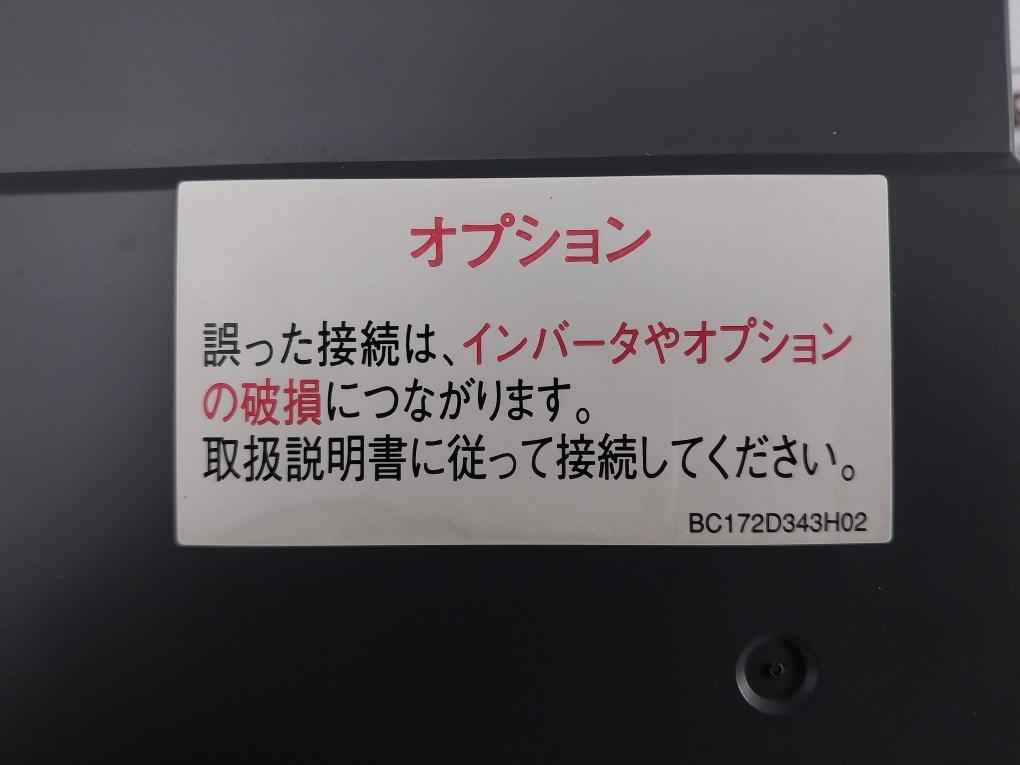 オプション
誤った接続は、インバータやオプション
の破損につながります。
取扱説明書に従って接続してください。
BC172D343H02